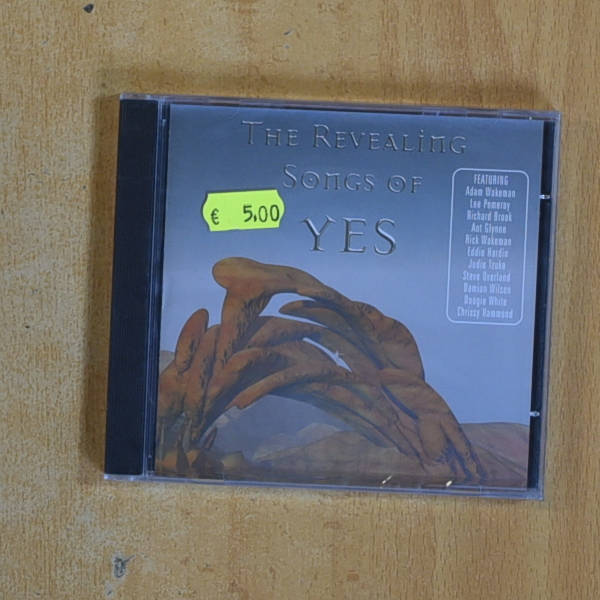 The Revealing
Songs of
YES
€ 5,00
FEATURING
Adam Wakeman
Lee Pomeroy
Richard Brook
Ant Glynne
Rick Wakeman
Eddie Hardin
Jodie Tzuke
Steve Overland
Damian Wilson
Doogie White
Chrissy Hammond